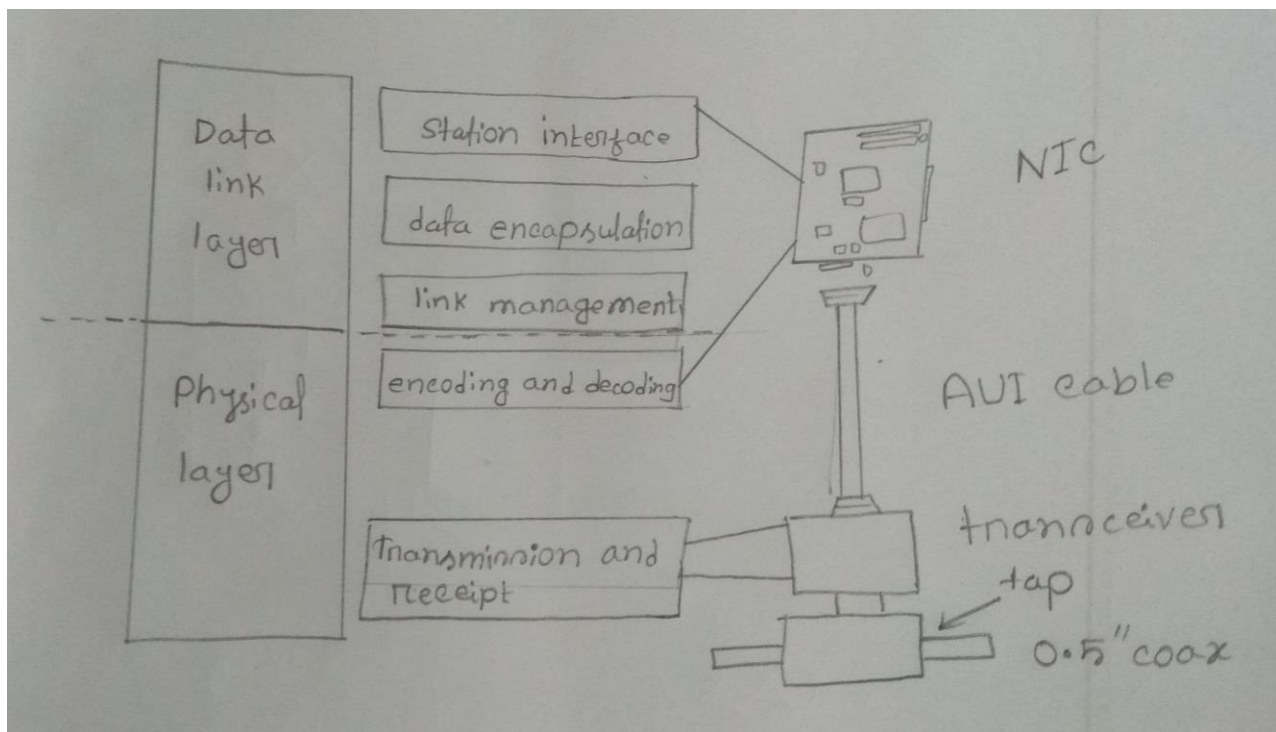 Data
link
layer
Station interface
data encapsulation
link management
Physical
layer
encoding and decoding
Transmission and
receipt
NIC
AUI cable
transceiver
tap
0.5" coax